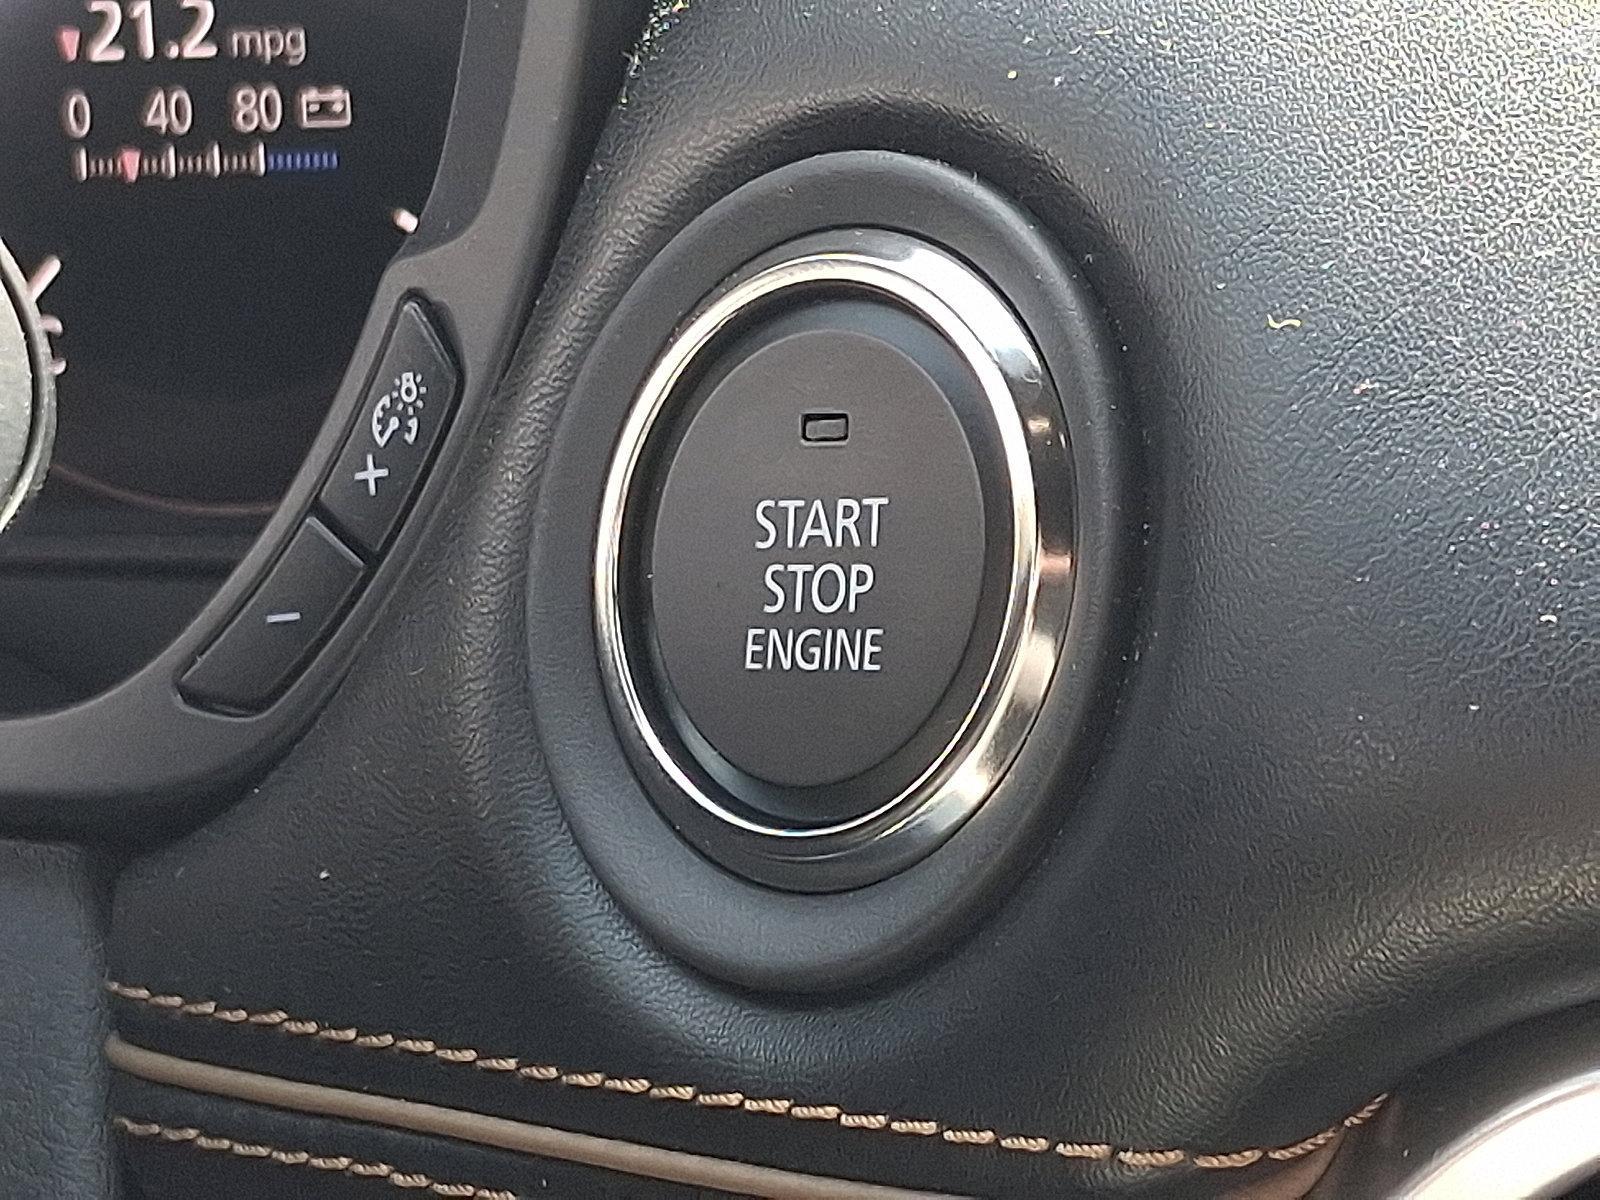 21.2 mpg
0 40 80
+
–
START
STOP
ENGINE